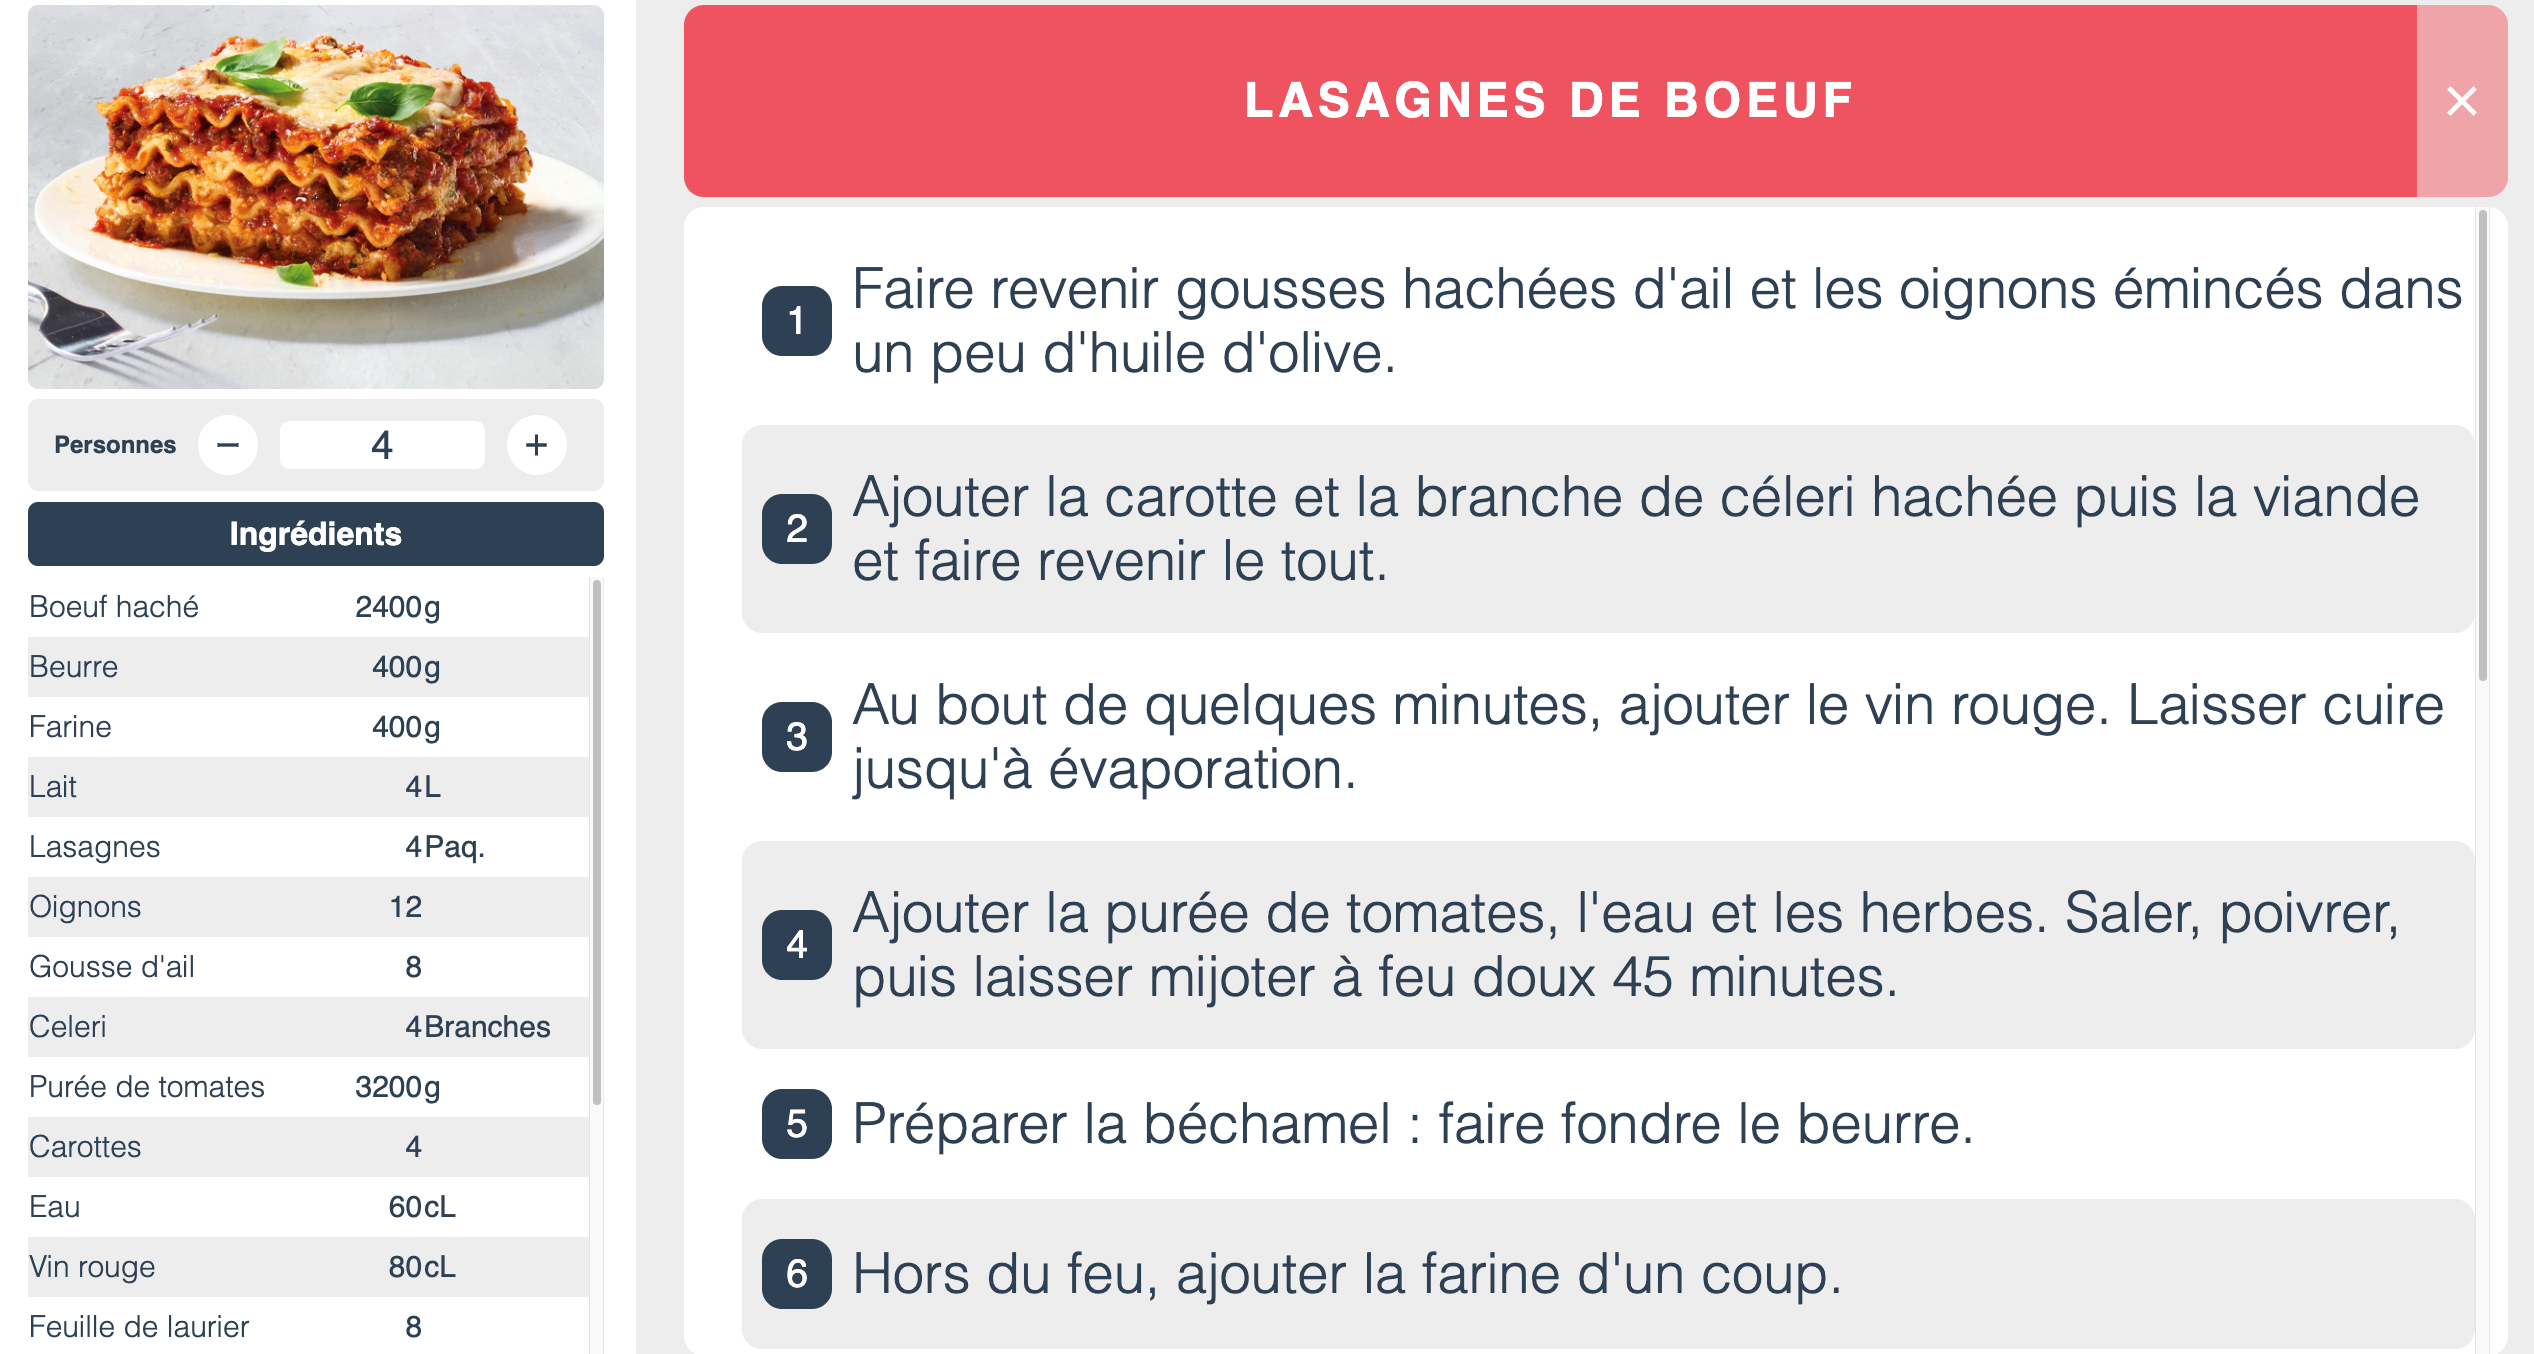 LASAGNES DE BOEUF
Personnes
4
Ingrédients
Boeuf haché 2400g
Beurre 400g
Farine 400g
Lait 4L
Lasagnes 4Paq.
Oignons 12
Gousse d'ail 8
Celeri 4Branches
Purée de tomates 3200g
Carottes 4
Eau 60cL
Vin rouge 80cL
Feuille de laurier 8
1 Faire revenir gousses hachées d'ail et les oignons émincés dans
un peu d'huile d'olive.
2 Ajouter la carotte et la branche de céleri hachée puis la viande
et faire revenir le tout.
3 Au bout de quelques minutes, ajouter le vin rouge. Laisser cuire
jusqu'à évaporation.
4 Ajouter la purée de tomates, l'eau et les herbes. Saler, poivrer,
puis laisser mijoter à feu doux 45 minutes.
5 Préparer la béchamel : faire fondre le beurre.
6 Hors du feu, ajouter la farine d'un coup.